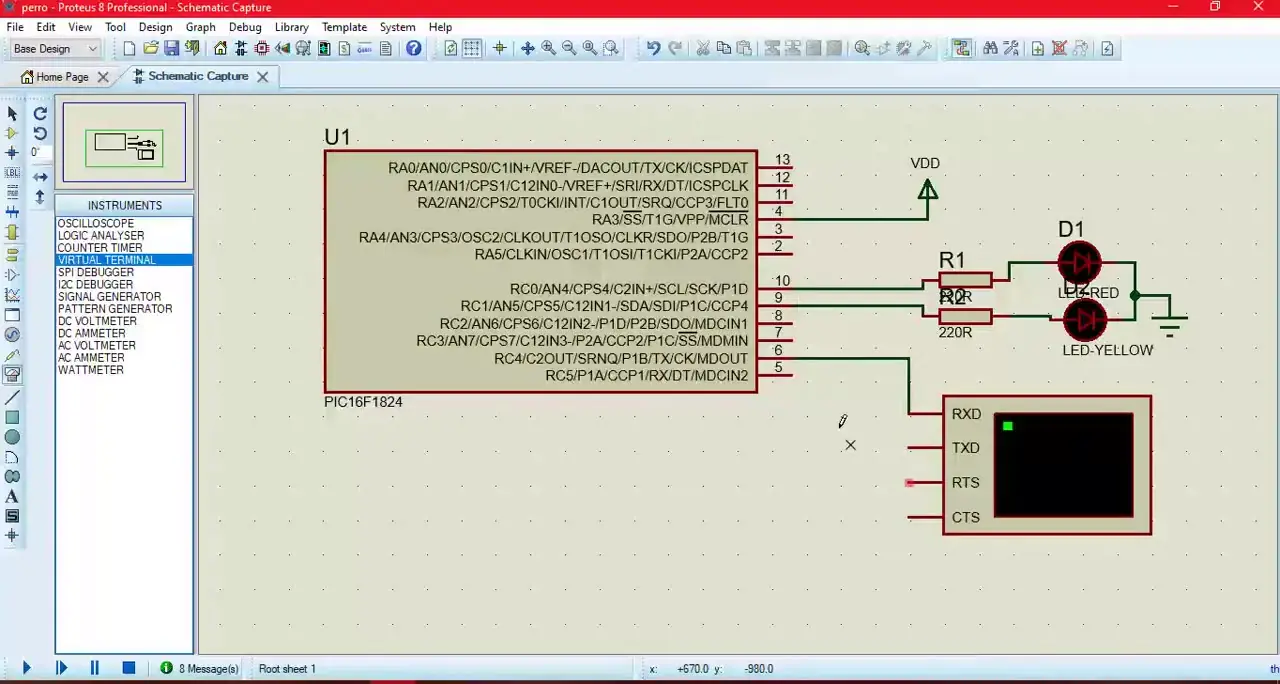 perro - Proteus 8 Professional - Schematic Capture
File Edit View Tool Design Graph Debug Library Template System Help
Base Design
Home Page Schematic Capture
0°
LBL
INSTRUMENTS
OSCILLOSCOPE
LOGIC ANALYSER
COUNTER TIMER
VIRTUAL TERMINAL
SPI DEBUGGER
I2C DEBUGGER
SIGNAL GENERATOR
PATTERN GENERATOR
DC VOLTMETER
DC AMMETER
AC VOLTMETER
AC AMMETER
WATTMETER
U1
RA0/AN0/CPS0/C1IN+/VREF-/DACOUT/TX/CK/ICSPDAT 13
RA1/AN1/CPS1/C12IN0-/VREF+/SRI/RX/DT/ICSPCLK 12
RA2/AN2/CPS2/T0CKI/INT/C1OUT/SRQ/CCP3/FLT0 11
RA3/SS/T1G/VPP/MCLR 4
RA4/AN3/CPS3/OSC2/CLKOUT/T1OSO/CLKR/SDO/P2B/T1G 3
RA5/CLKIN/OSC1/T1OSI/T1CKI/P2A/CCP2 2
RC0/AN4/CPS4/C2IN+/SCL/SCK/P1D 10
RC1/AN5/CPS5/C12IN1-/SDA/SDI/P1C/CCP4 9
RC2/AN6/CPS6/C12IN2-/P1D/P2B/SDO/MDCIN1 8
RC3/AN7/CPS7/C12IN3-/P2A/CCP2/P1C/SS/MDMIN 7
RC4/C2OUT/SRNQ/P1B/TX/CK/MDOUT 6
RC5/P1A/CCP1/RX/DT/MDCIN2 5
PIC16F1824
VDD
D1
R1
LED-RED
R2
220R
LED-YELLOW
RXD
TXD
RTS
CTS
8 Message(s) Root sheet 1 x: +670.0 y: -980.0 th